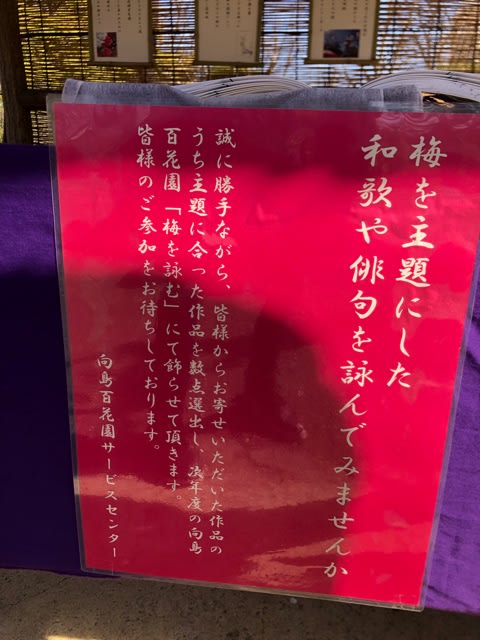 梅を主題にした
和歌や俳句を詠んでみませんか
誠に勝手ながら、皆様からお寄せいただいた作品の
うち主題に合った作品を数点選出し、次年度の向島
百花園「梅を詠む」にて飾らせて頂きます。
皆様のご参加をお待ちしております。
向島百花園サービスセンター